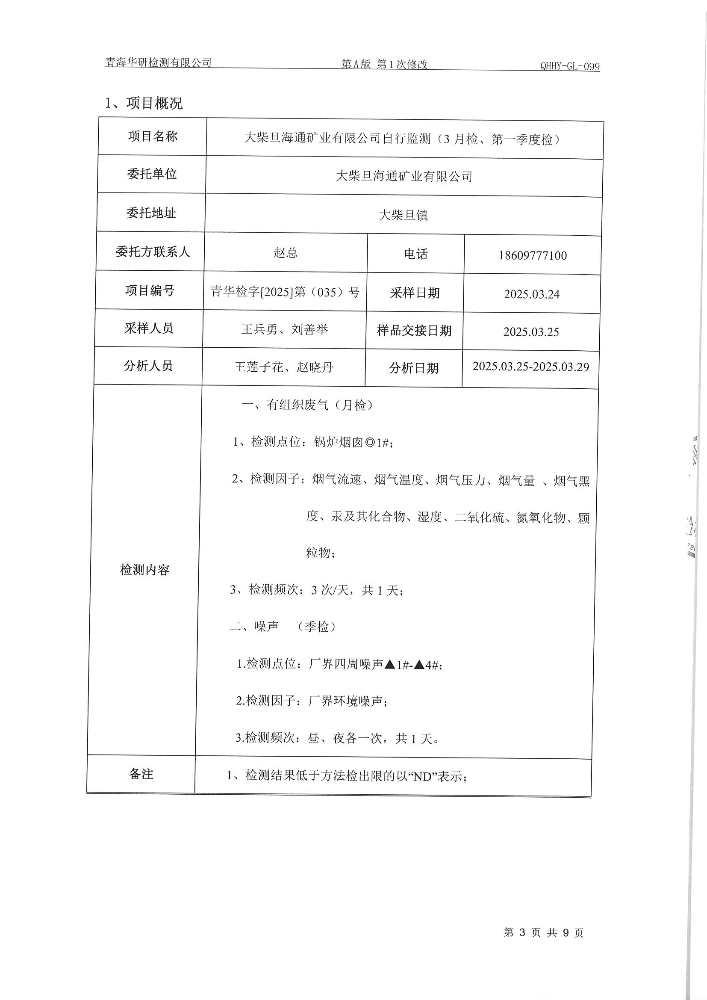 青海华研检测有限公司 第A版 第1次修改 QHHY-GL-099
1、项目概况
项目名称 大柴旦海通矿业有限公司自行监测（3月检、第一季度检）
委托单位 大柴旦海通矿业有限公司
委托地址 大柴旦镇
委托方联系人 赵总 电话 18609777100
项目编号 青华检字[2025]第（035）号 采样日期 2025.03.24
采样人员 王兵勇、刘善举 样品交接日期 2025.03.25
分析人员 王莲子花、赵晓丹 分析日期 2025.03.25-2025.03.29
检测内容
一、有组织废气（月检）
1、检测点位：锅炉烟囱◎1#;
2、检测因子：烟气流速、烟气温度、烟气压力、烟气量 、烟气黑
度、汞及其化合物、湿度、二氧化硫、氮氧化物、颗
粒物；
3、检测频次：3 次/天，共 1 天；
二、噪声 （季检）
1.检测点位：厂界四周噪声▲1#-▲4#;
2.检测因子：厂界环境噪声；
3.检测频次：昼、夜各一次，共 1 天。
备注 1、检测结果低于方法检出限的以“ND”表示；
第 3 页 共 9 页